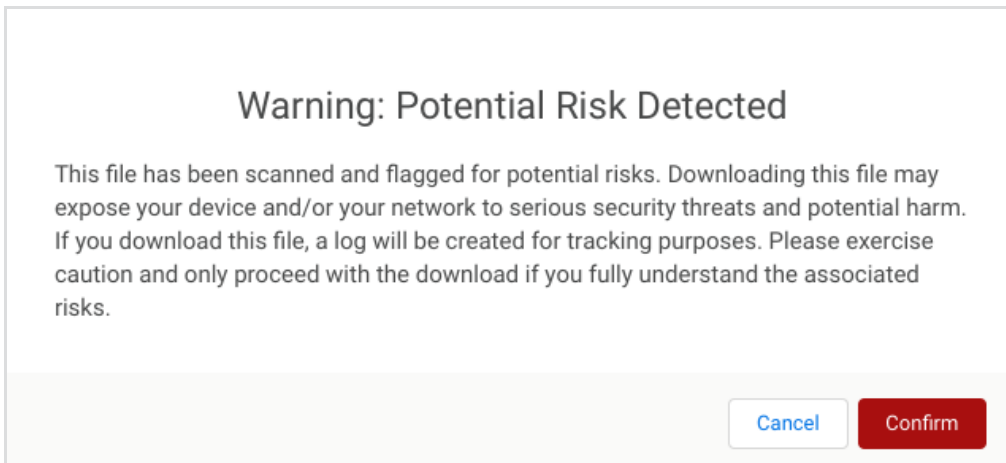 Warning: Potential Risk Detected
This file has been scanned and flagged for potential risks. Downloading this file may
expose your device and/or your network to serious security threats and potential harm.
If you download this file, a log will be created for tracking purposes. Please exercise
caution and only proceed with the download if you fully understand the associated
risks.
Cancel
Confirm